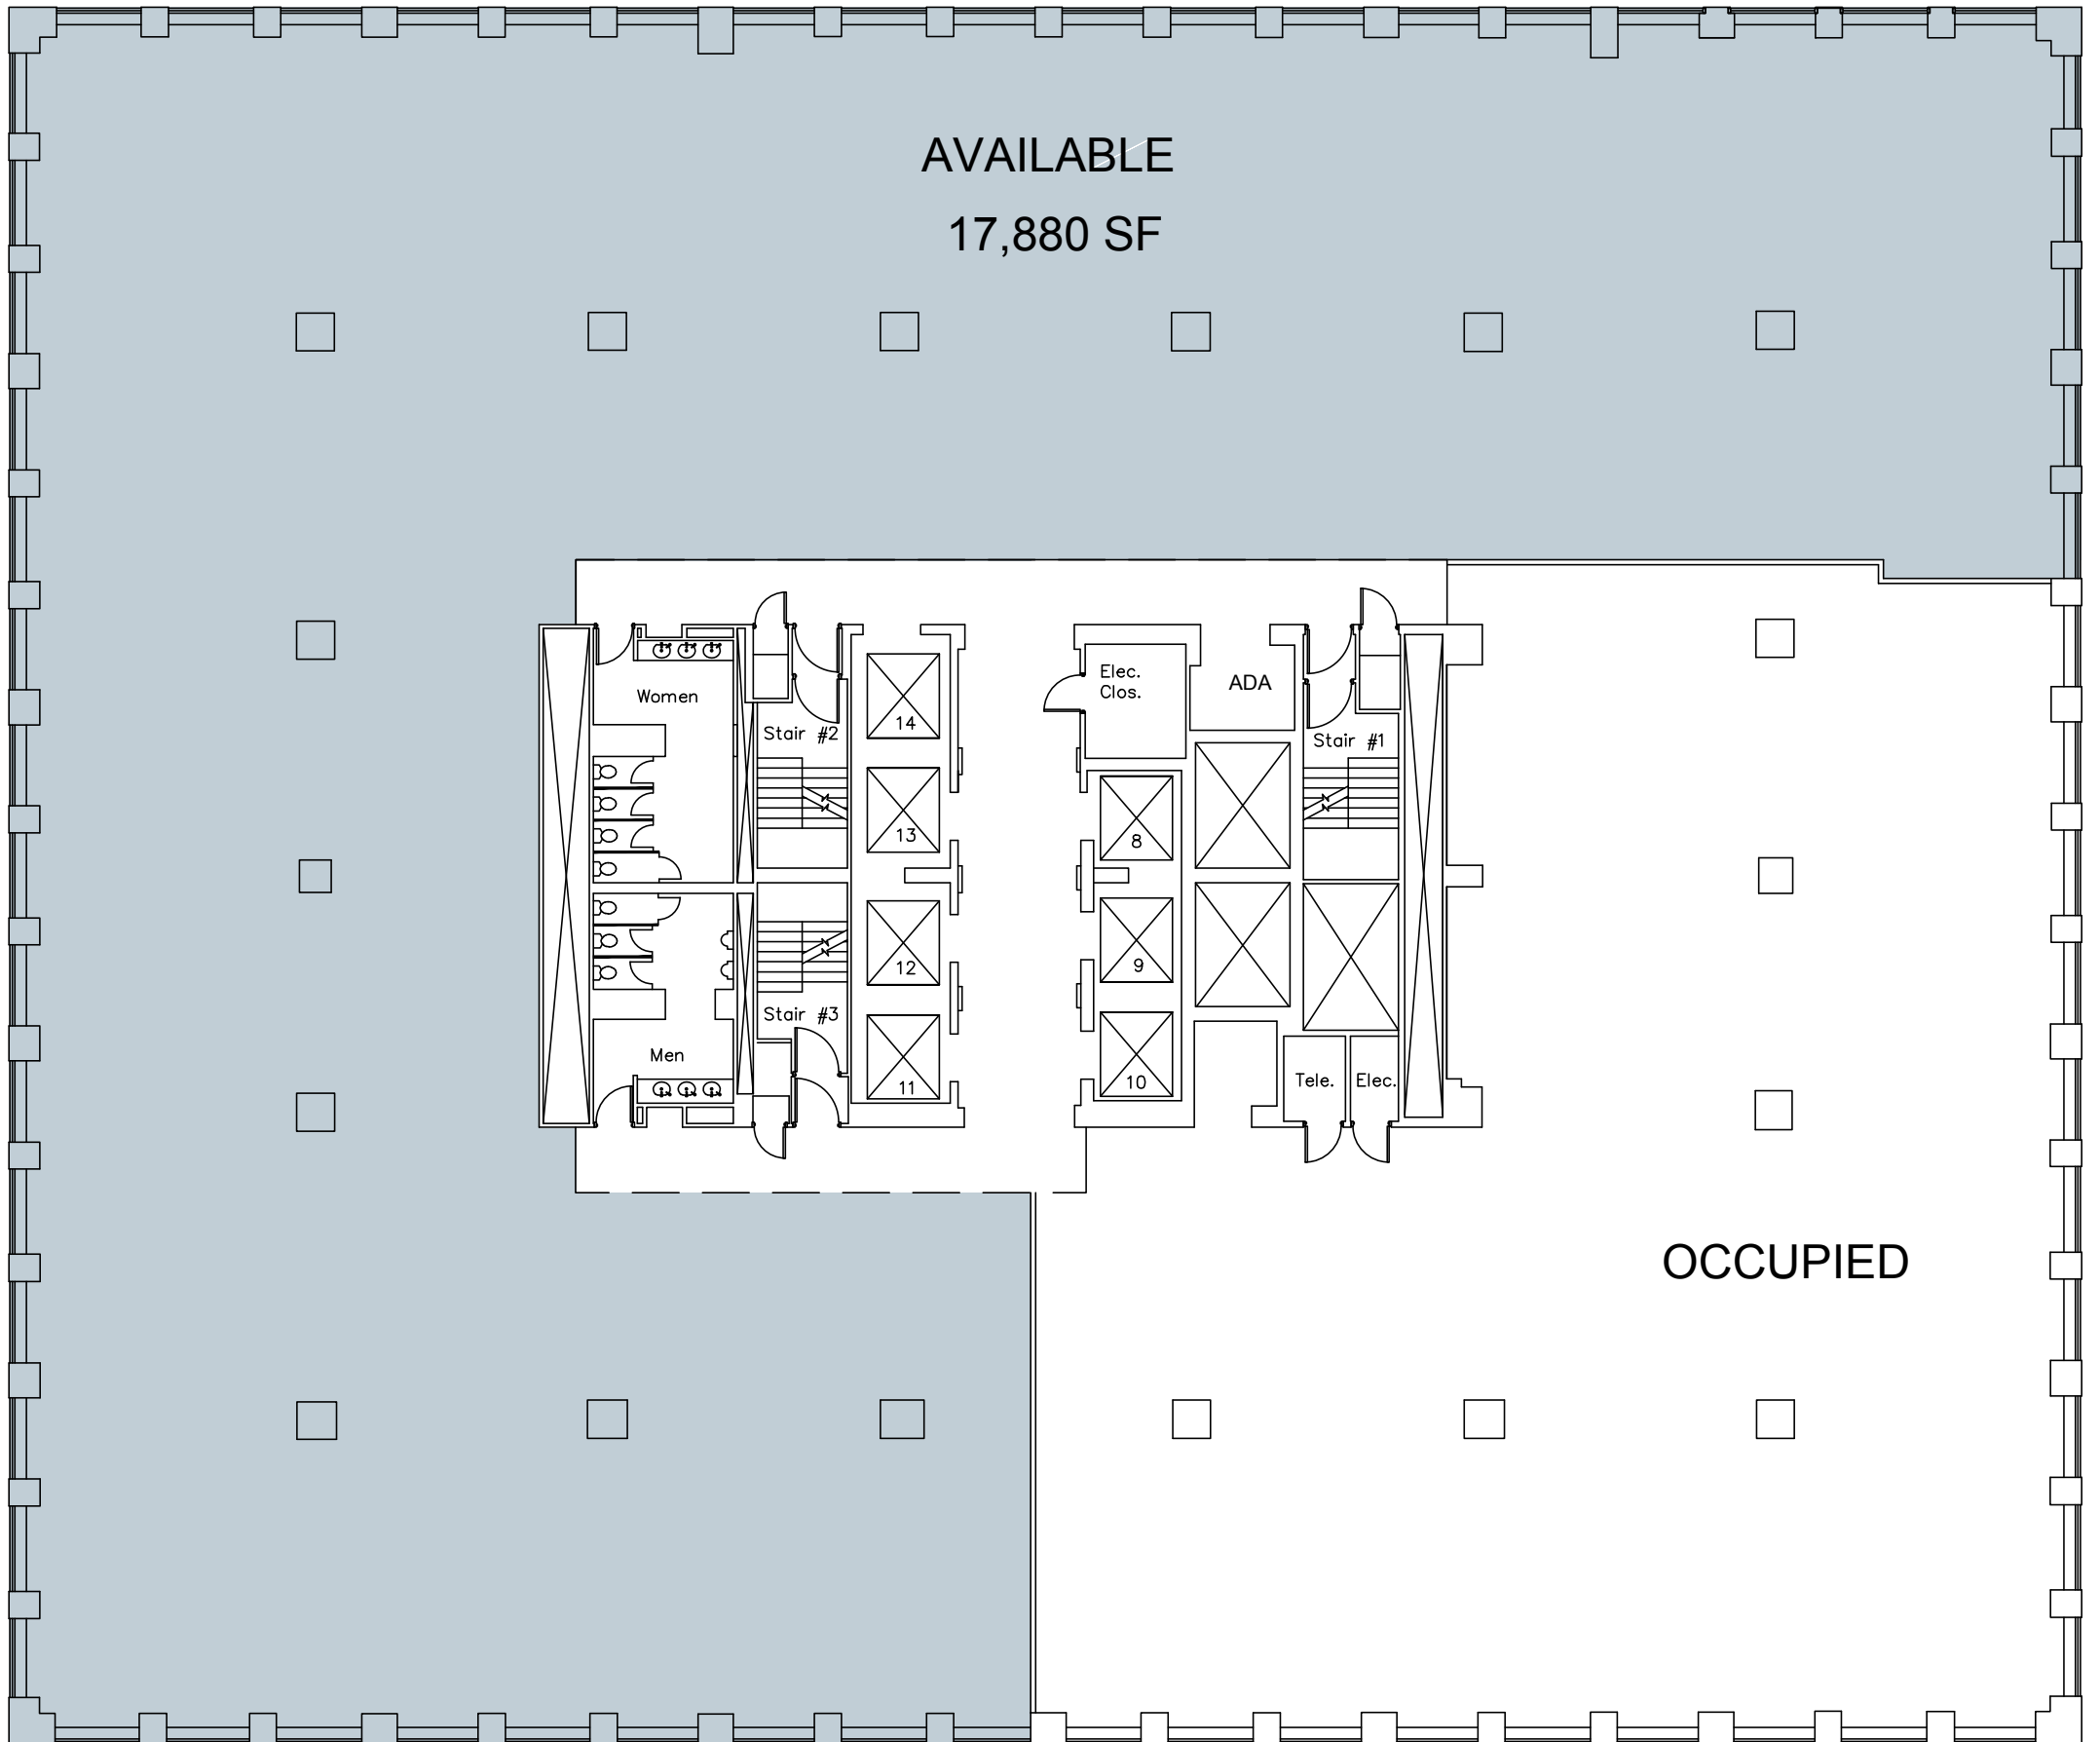 AVAILABLE
17,880 SF
Elec.
Clos.
ADA
Women
14
Stair #2
Stair #1
13
8
12
9
Stair #3
Men
11
10
Tele.
Elec.
OCCUPIED